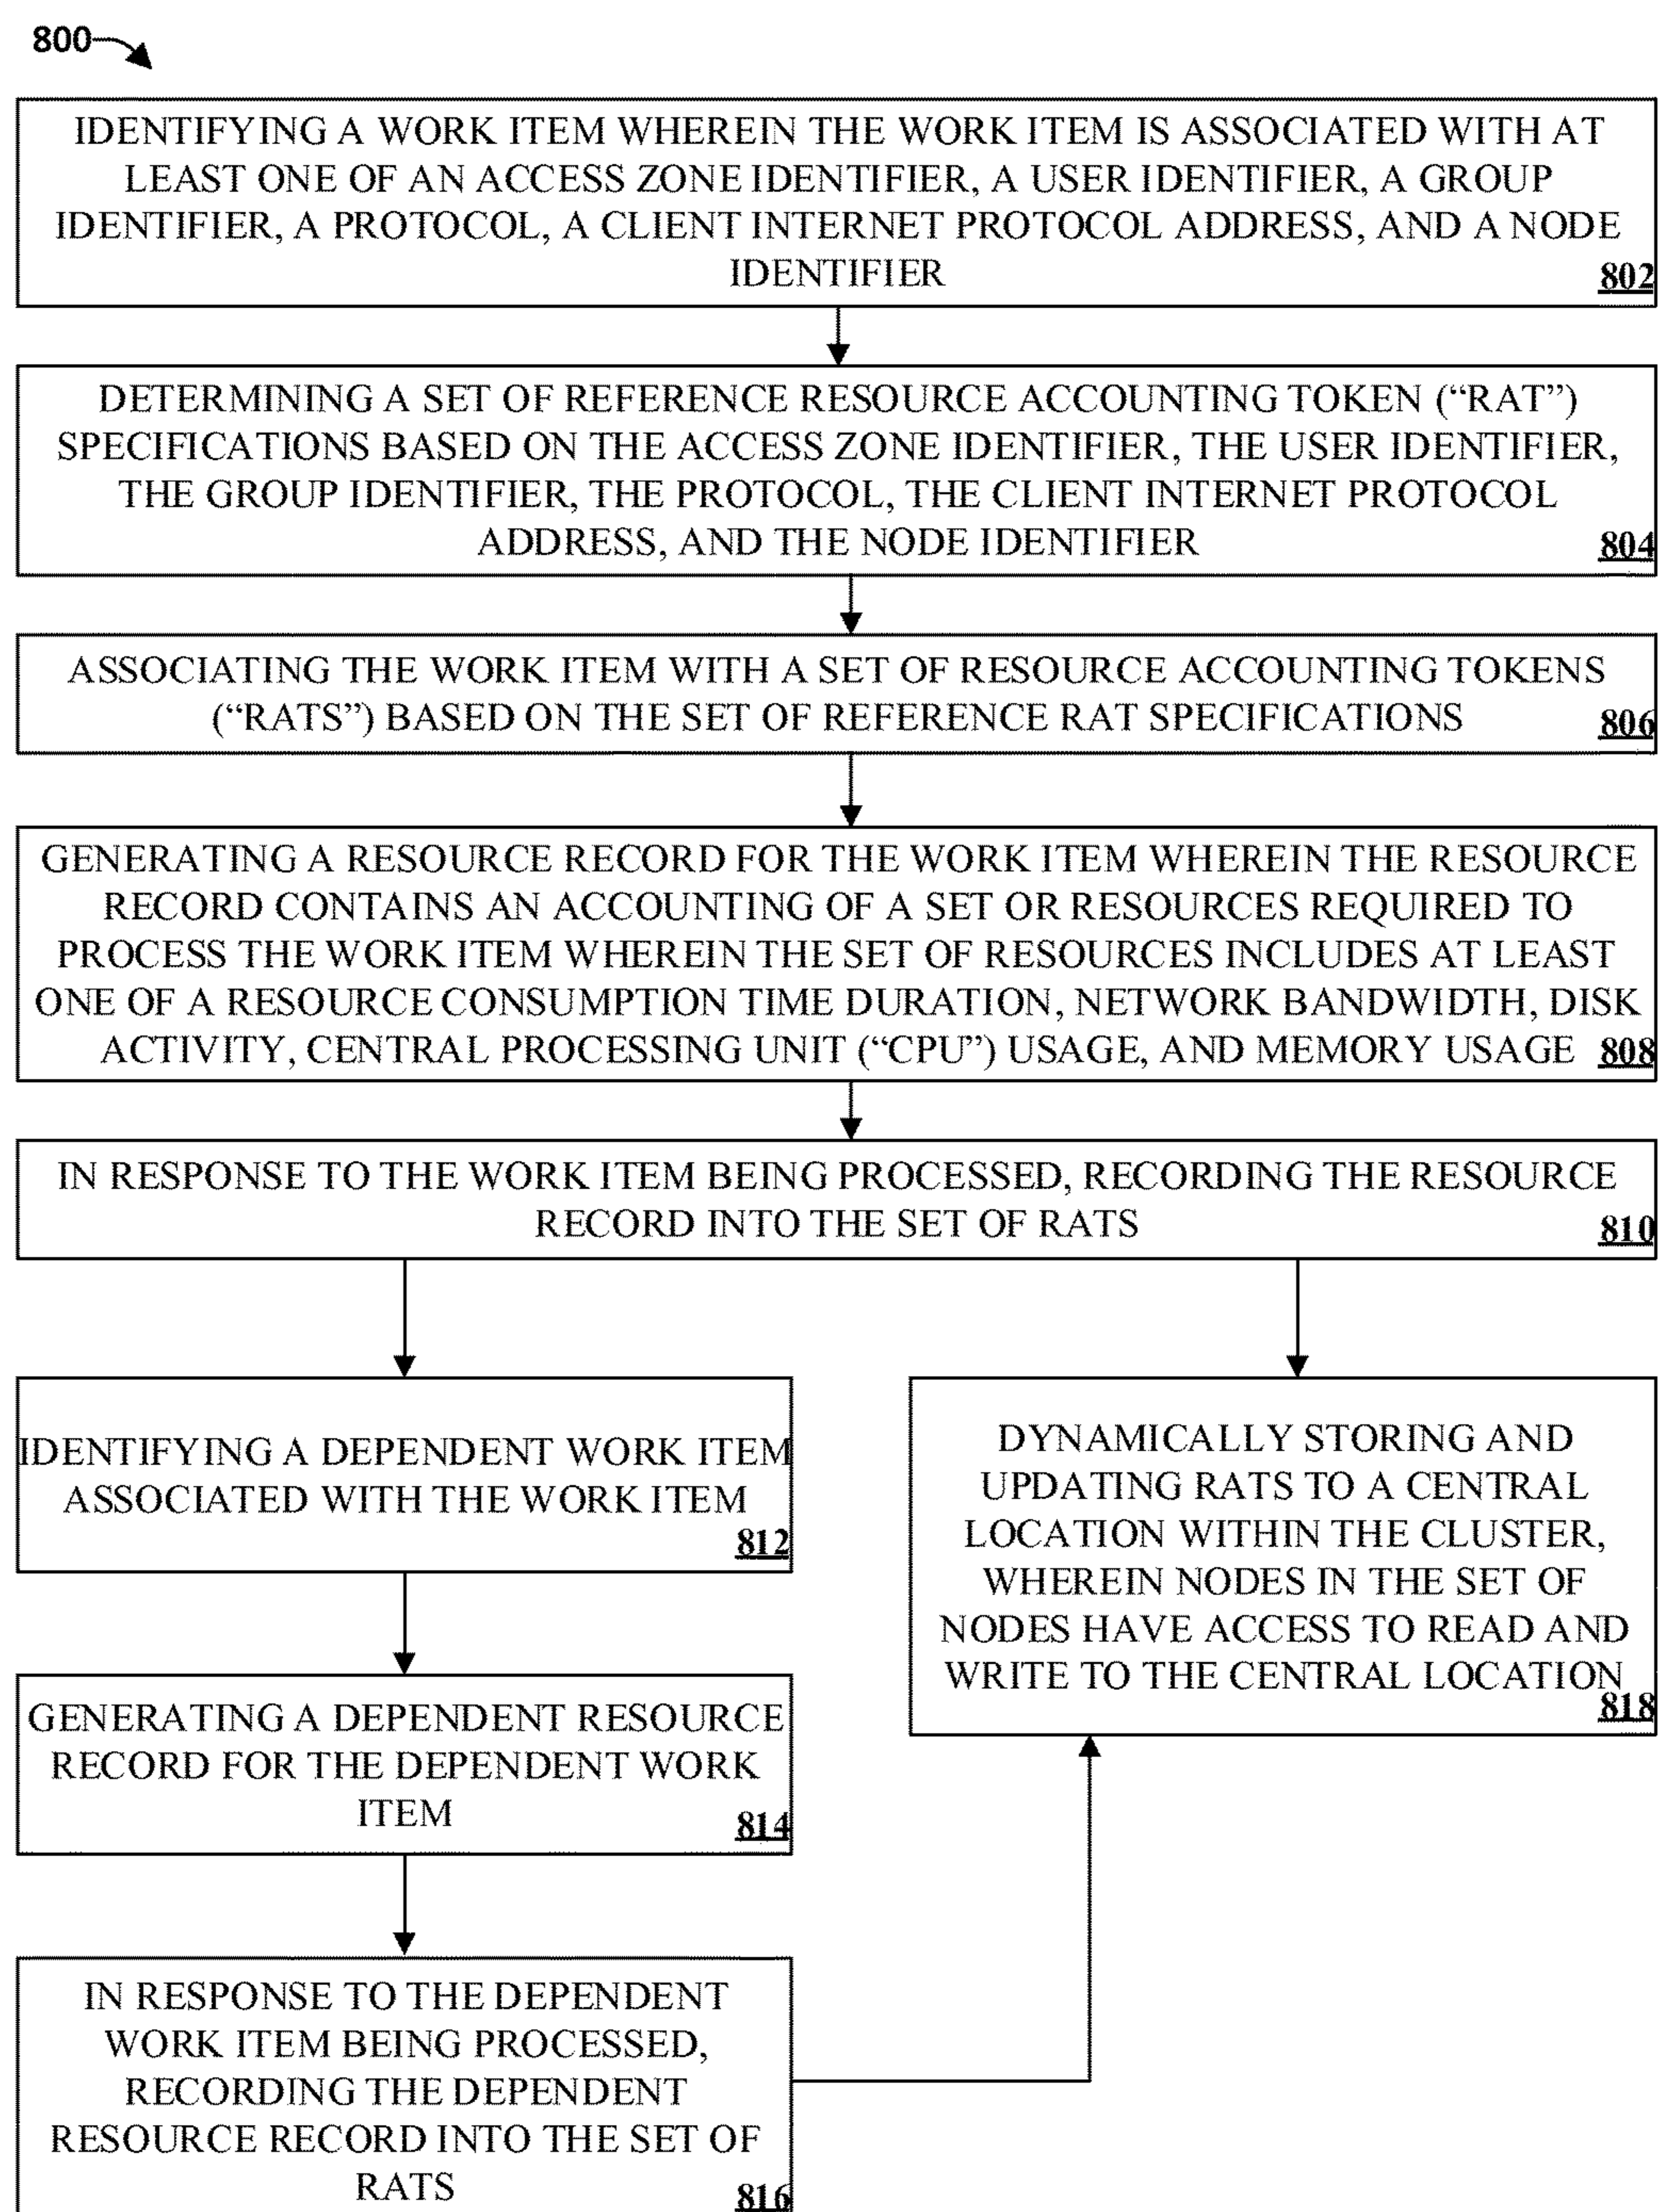 800
IDENTIFYING A WORK ITEM WHEREIN THE WORK ITEM IS ASSOCIATED WITH AT
LEAST ONE OF AN ACCESS ZONE IDENTIFIER, A USER IDENTIFIER, A GROUP
IDENTIFIER, A PROTOCOL, A CLIENT INTERNET PROTOCOL ADDRESS, AND A NODE
IDENTIFIER
802
DETERMINING A SET OF REFERENCE RESOURCE ACCOUNTING TOKEN (“RAT”)
SPECIFICATIONS BASED ON THE ACCESS ZONE IDENTIFIER, THE USER IDENTIFIER,
THE GROUP IDENTIFIER, THE PROTOCOL, THE CLIENT INTERNET PROTOCOL
ADDRESS, AND THE NODE IDENTIFIER
804
ASSOCIATING THE WORK ITEM WITH A SET OF RESOURCE ACCOUNTING TOKENS
(“RATS”) BASED ON THE SET OF REFERENCE RAT SPECIFICATIONS
806
GENERATING A RESOURCE RECORD FOR THE WORK ITEM WHEREIN THE RESOURCE
RECORD CONTAINS AN ACCOUNTING OF A SET OR RESOURCES REQUIRED TO
PROCESS THE WORK ITEM WHEREIN THE SET OF RESOURCES INCLUDES AT LEAST
ONE OF A RESOURCE CONSUMPTION TIME DURATION, NETWORK BANDWIDTH, DISK
ACTIVITY, CENTRAL PROCESSING UNIT (“CPU”) USAGE, AND MEMORY USAGE 808
IN RESPONSE TO THE WORK ITEM BEING PROCESSED, RECORDING THE RESOURCE
RECORD INTO THE SET OF RATS
810
IDENTIFYING A DEPENDENT WORK ITEM
ASSOCIATED WITH THE WORK ITEM
812
GENERATING A DEPENDENT RESOURCE
RECORD FOR THE DEPENDENT WORK
ITEM
814
IN RESPONSE TO THE DEPENDENT
WORK ITEM BEING PROCESSED,
RECORDING THE DEPENDENT
RESOURCE RECORD INTO THE SET OF
RATS
816
DYNAMICALLY STORING AND
UPDATING RATS TO A CENTRAL
LOCATION WITHIN THE CLUSTER,
WHEREIN NODES IN THE SET OF
NODES HAVE ACCESS TO READ AND
WRITE TO THE CENTRAL LOCATION
818